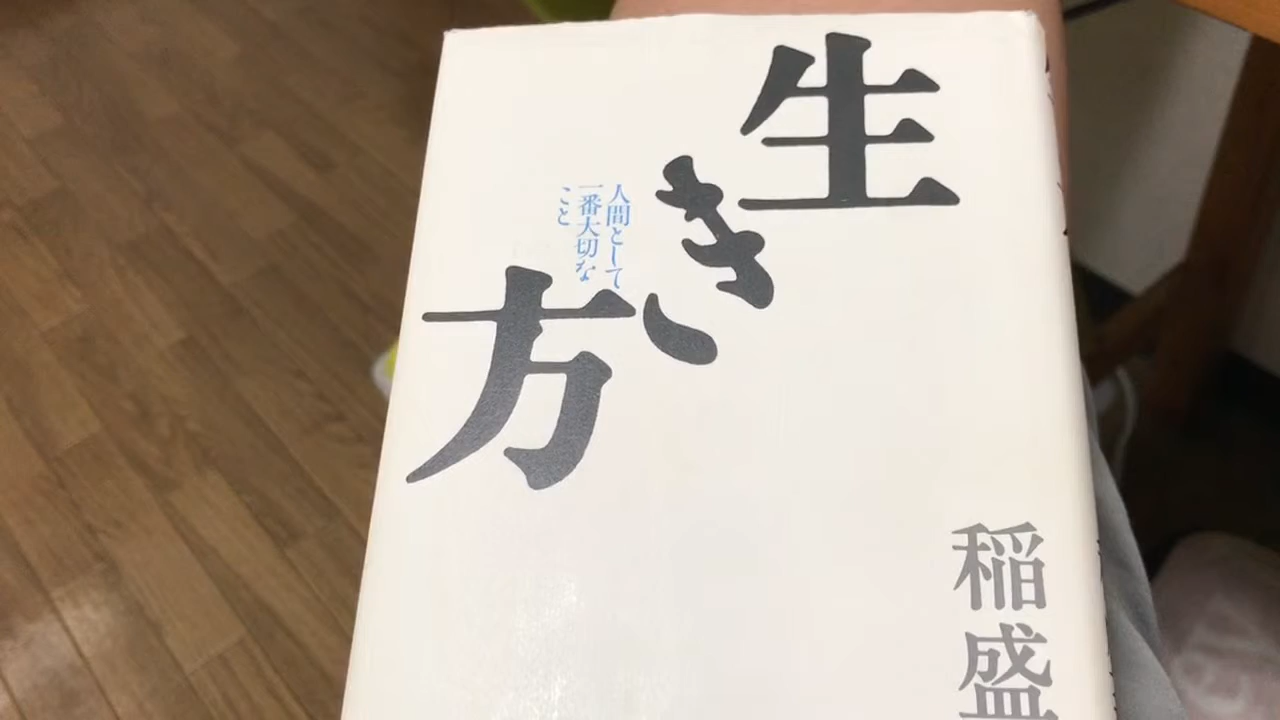 生き方
人間として
一番大切な
こと
稲盛